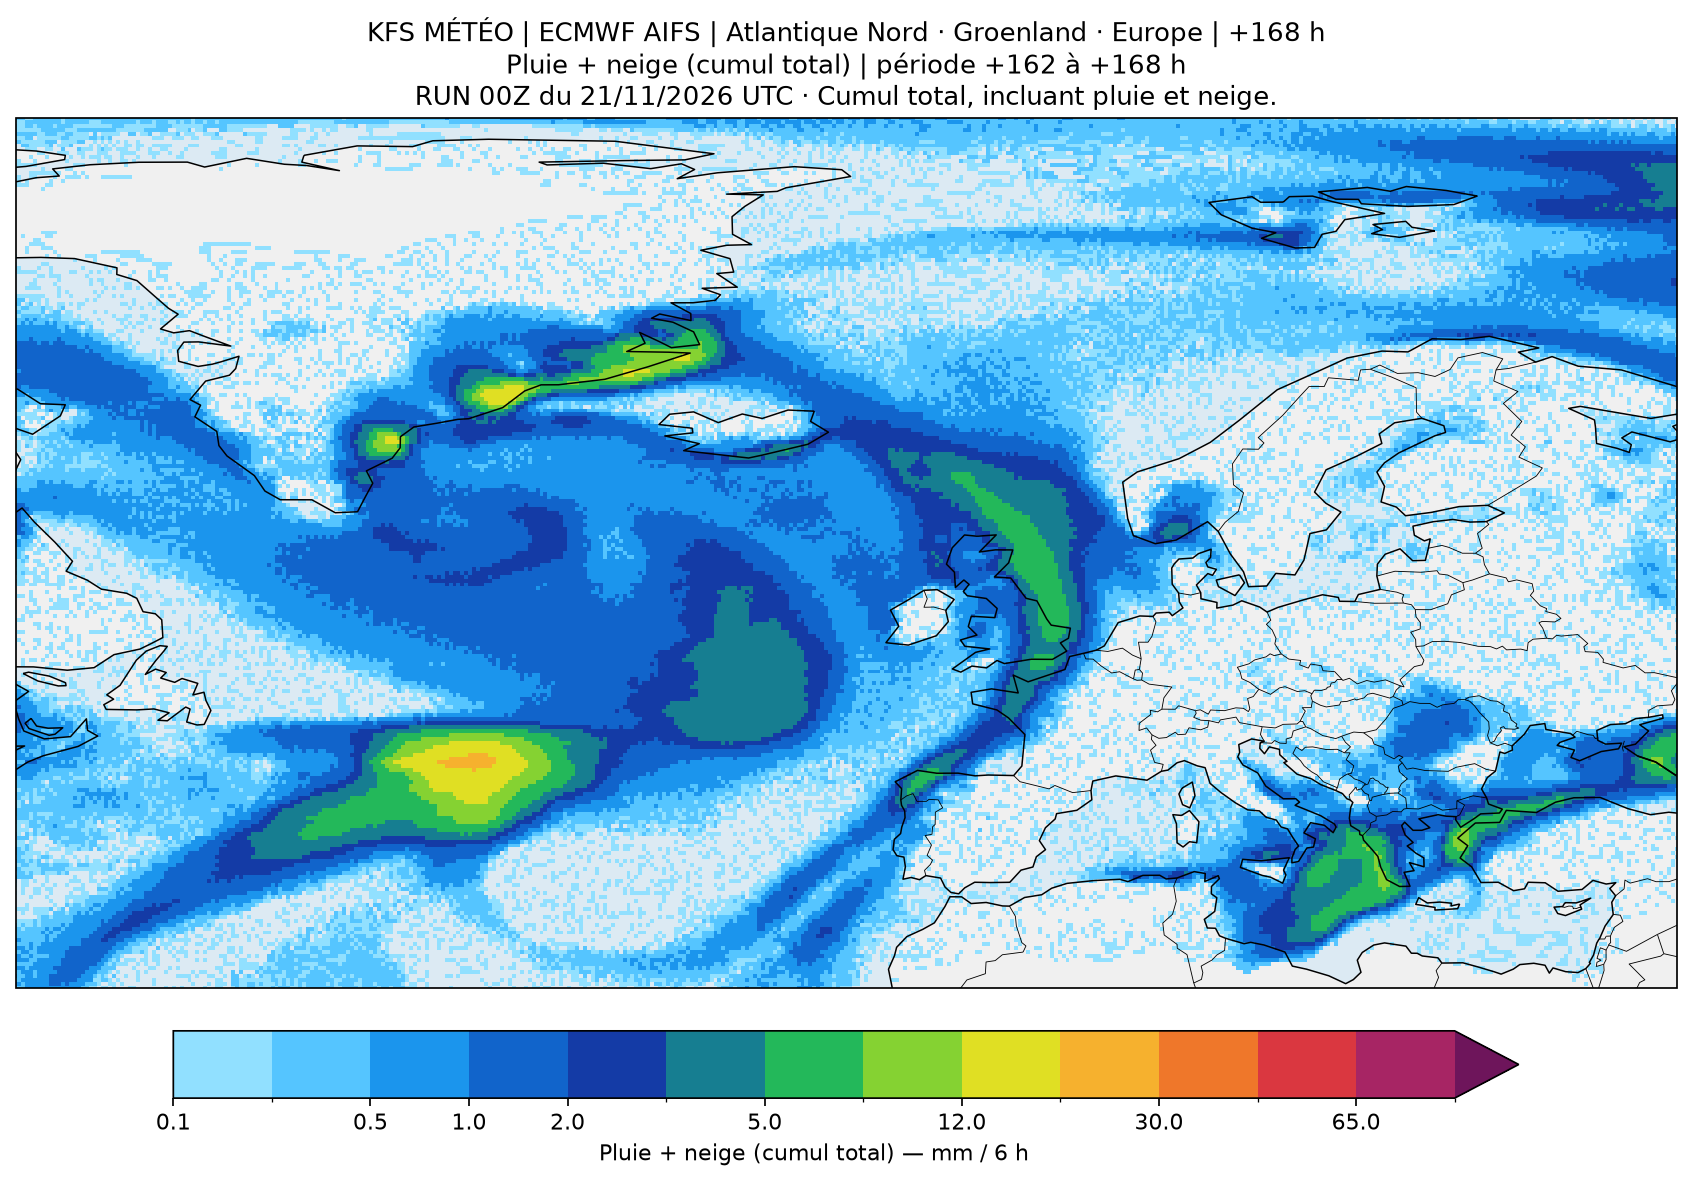 KFS MÉTÉO | ECMWF AIFS | Atlantique Nord · Groenland · Europe | +168 h
Pluie + neige (cumul total) | période +162 à +168 h
RUN 00Z du 21/11/2026 UTC · Cumul total, incluant pluie et neige.
0.1 0.5 1.0 2.0 5.0 12.0 30.0 65.0
Pluie + neige (cumul total) — mm / 6 h